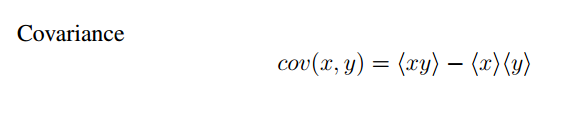 Covariance
cov(x, y) = ⟨xy⟩ − ⟨x⟩⟨y⟩